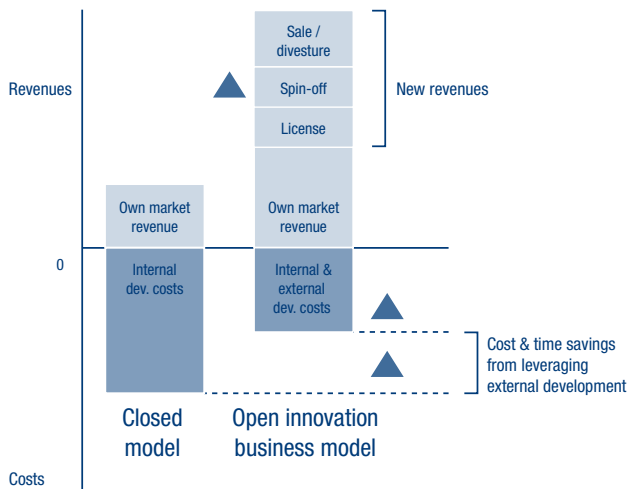 Sale /
divesture
Revenues
Spin-off
New revenues
License
Own market
revenue
Own market
revenue
0
Internal
dev. costs
Internal &
external
dev. costs
Cost & time savings
from leveraging
external development
Closed
model
Open innovation
business model
Costs